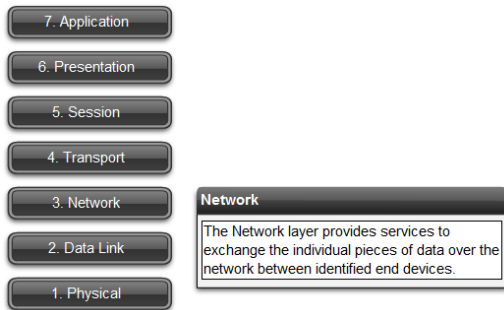 7. Application
6. Presentation
5. Session
4. Transport
3. Network
2. Data Link
1. Physical
Network
The Network layer provides services to
exchange the individual pieces of data over the
network between identified end devices.